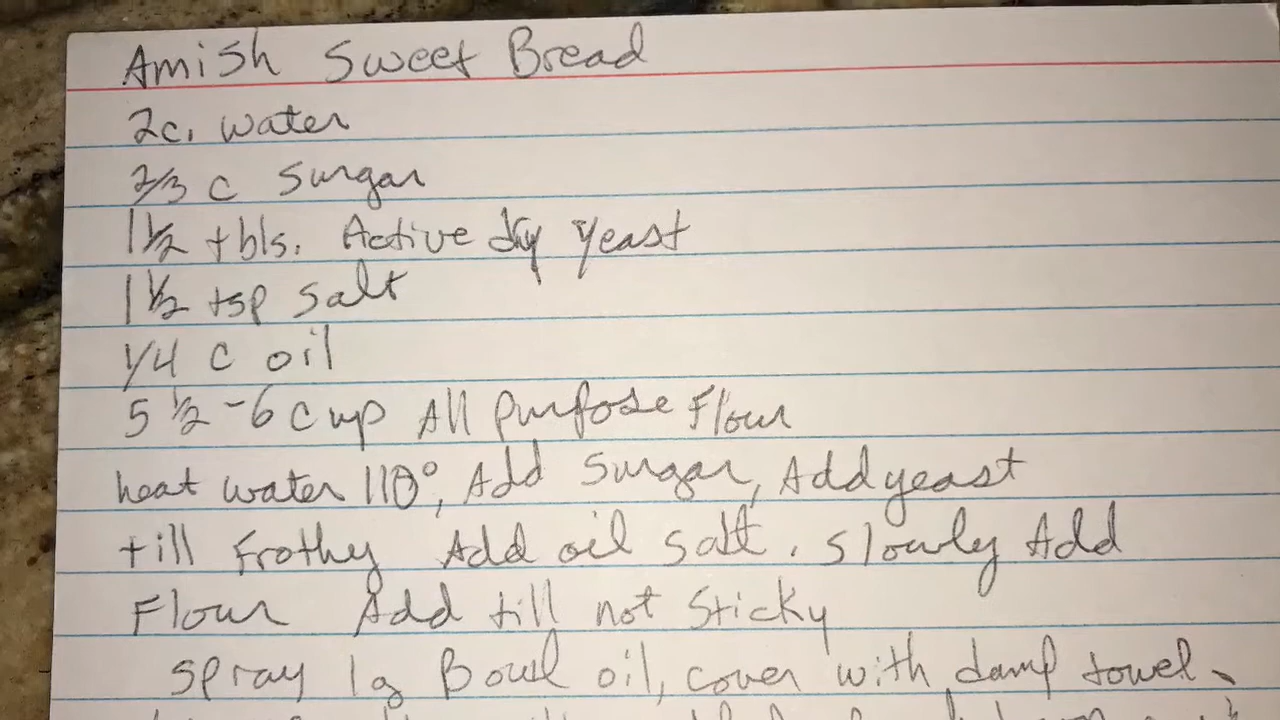 Amish Sweet Bread
2c. water
2/3 c Surgar
1 1/2 tbls. Active dry yeast
1 1/2 tsp salt
1/4 c oil
5 1/2 - 6 cup All Purpose Flour
heat water 110°, Add Surgar, Add yeast
till Frothy Add oil salt. slowly Add
Flour Add till not Sticky
spray lg Bowl oil, cover with damp towel